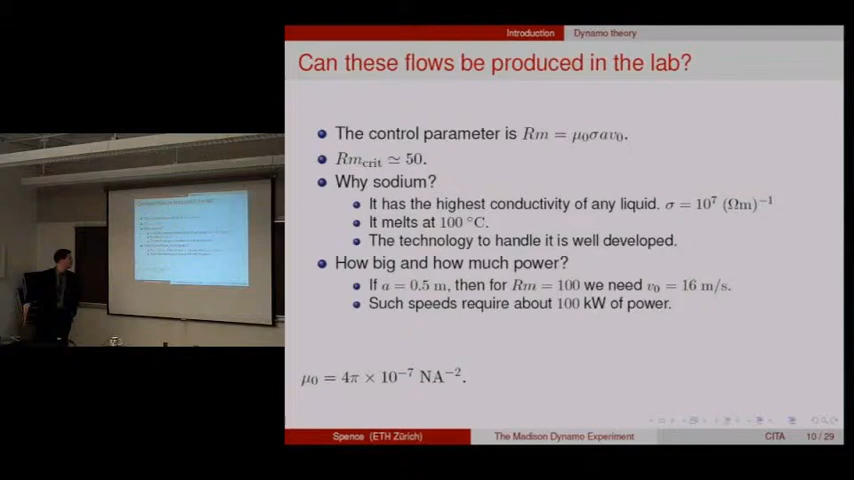 Introduction Dynamo theory
Can these flows be produced in the lab?
The control parameter is Rm = μ₀σav₀.
Rm_crit ≃ 50.
Why sodium?
It has the highest conductivity of any liquid. σ = 10⁷ (Ωm)⁻¹
It melts at 100 °C.
The technology to handle it is well developed.
How big and how much power?
If a = 0.5 m, then for Rm = 100 we need v₀ = 16 m/s.
Such speeds require about 100 kW of power.
μ₀ = 4π × 10⁻⁷ NA⁻².
Spence (ETH Zürich) The Madison Dynamo Experiment CITA 10 / 29